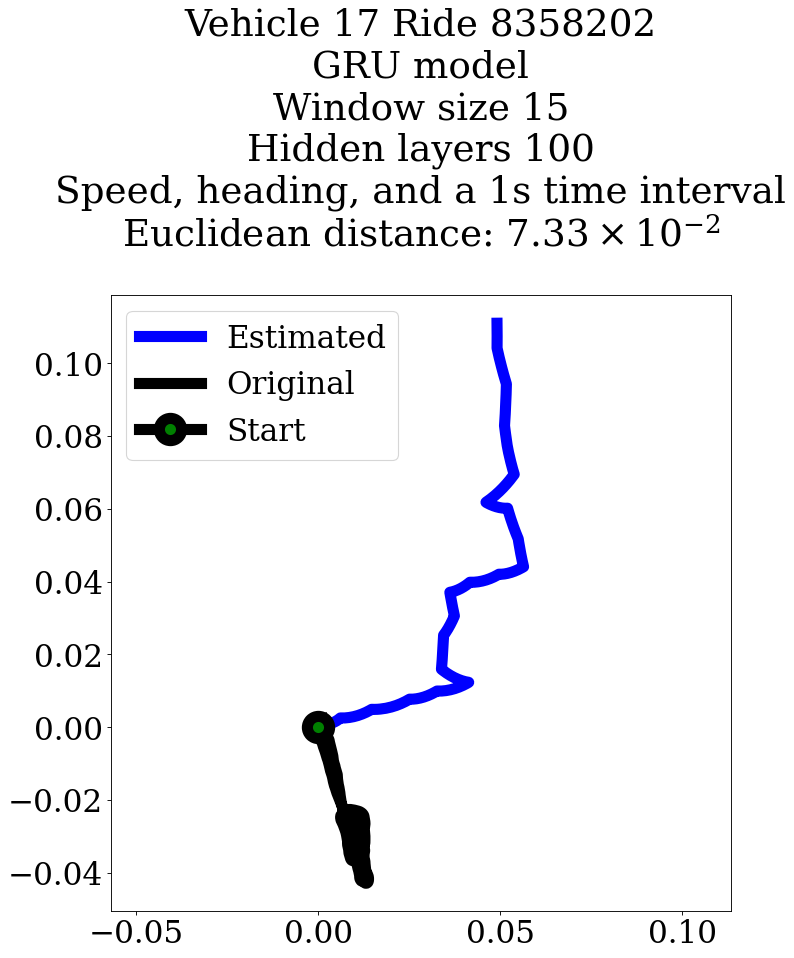 Vehicle 17 Ride 8358202
GRU model
Window size 15
Hidden layers 100
Speed, heading, and a 1s time interval
Euclidean distance: 7.33 × 10⁻²
Estimated
Original
Start
0.10
0.08
0.06
0.04
0.02
0.00
−0.02
−0.04
−0.05 0.00 0.05 0.10